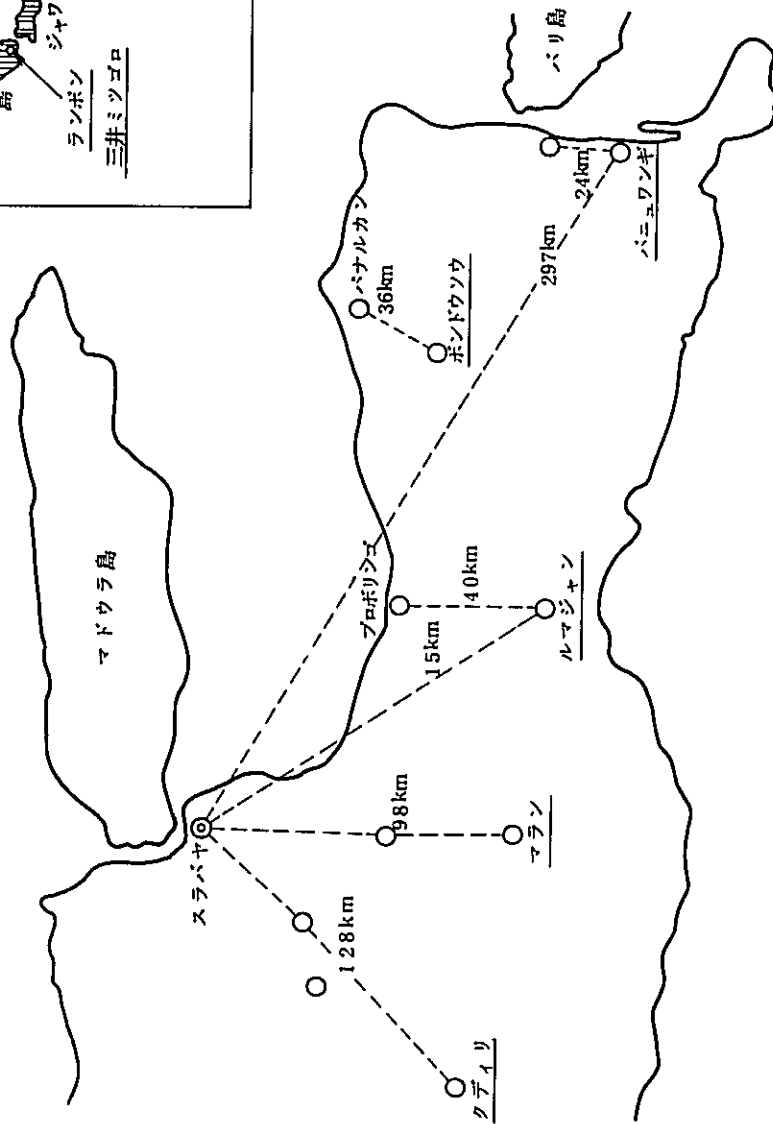 島
ジャワ
ランポン
三井ミツゴロ
マドウラ島
バリ島
スラバヤ
プロボリンゴ
パナルカン
36km
ボンドウソウ
24km
297km
バニュワンギ
40km
15km
ルマジャン
98km
マラン
128km
クディリ